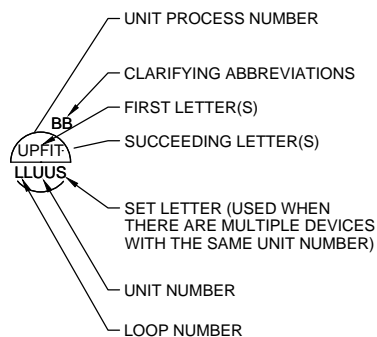 UNIT PROCESS NUMBER
CLARIFYING ABBREVIATIONS
BB
FIRST LETTER(S)
UPFIT
SUCCEEDING LETTER(S)
LLUUS
SET LETTER (USED WHEN
THERE ARE MULTIPLE DEVICES
WITH THE SAME UNIT NUMBER)
UNIT NUMBER
LOOP NUMBER